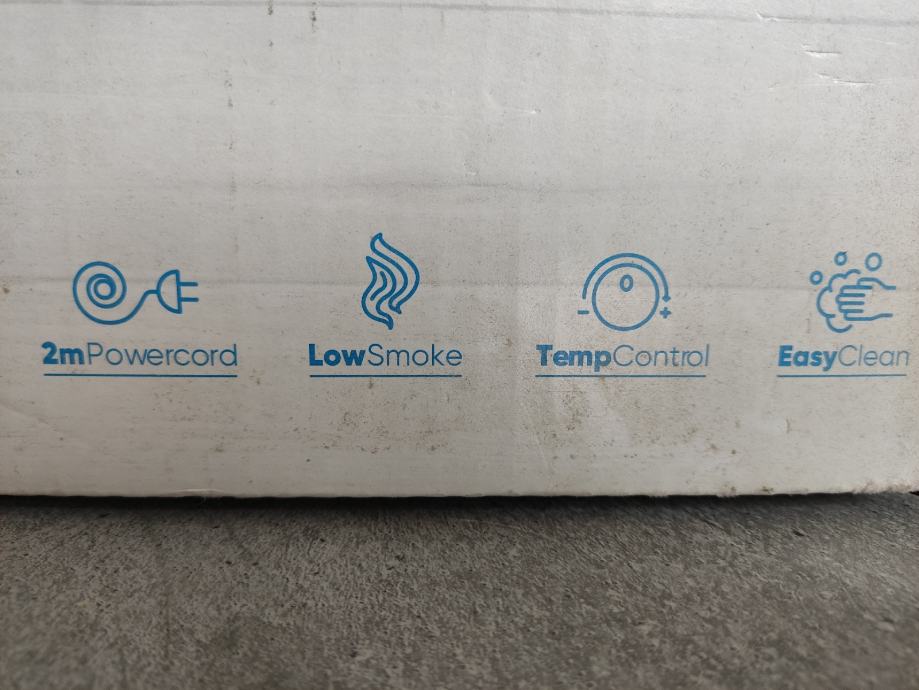 2mPowercord
LowSmoke
TempControl
EasyClean